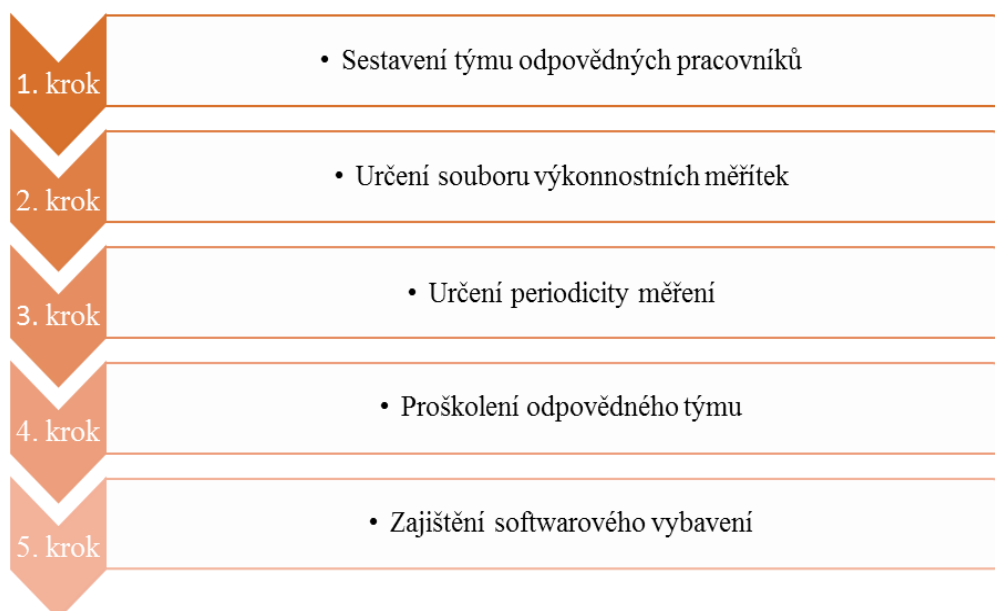 1. krok
• Sestavení týmu odpovědných pracovníků
2. krok
• Určení souboru výkonnostních měřítek
3. krok
• Určení periodicity měření
4. krok
• Proškolení odpovědného týmu
5. krok
• Zajištění softwarového vybavení